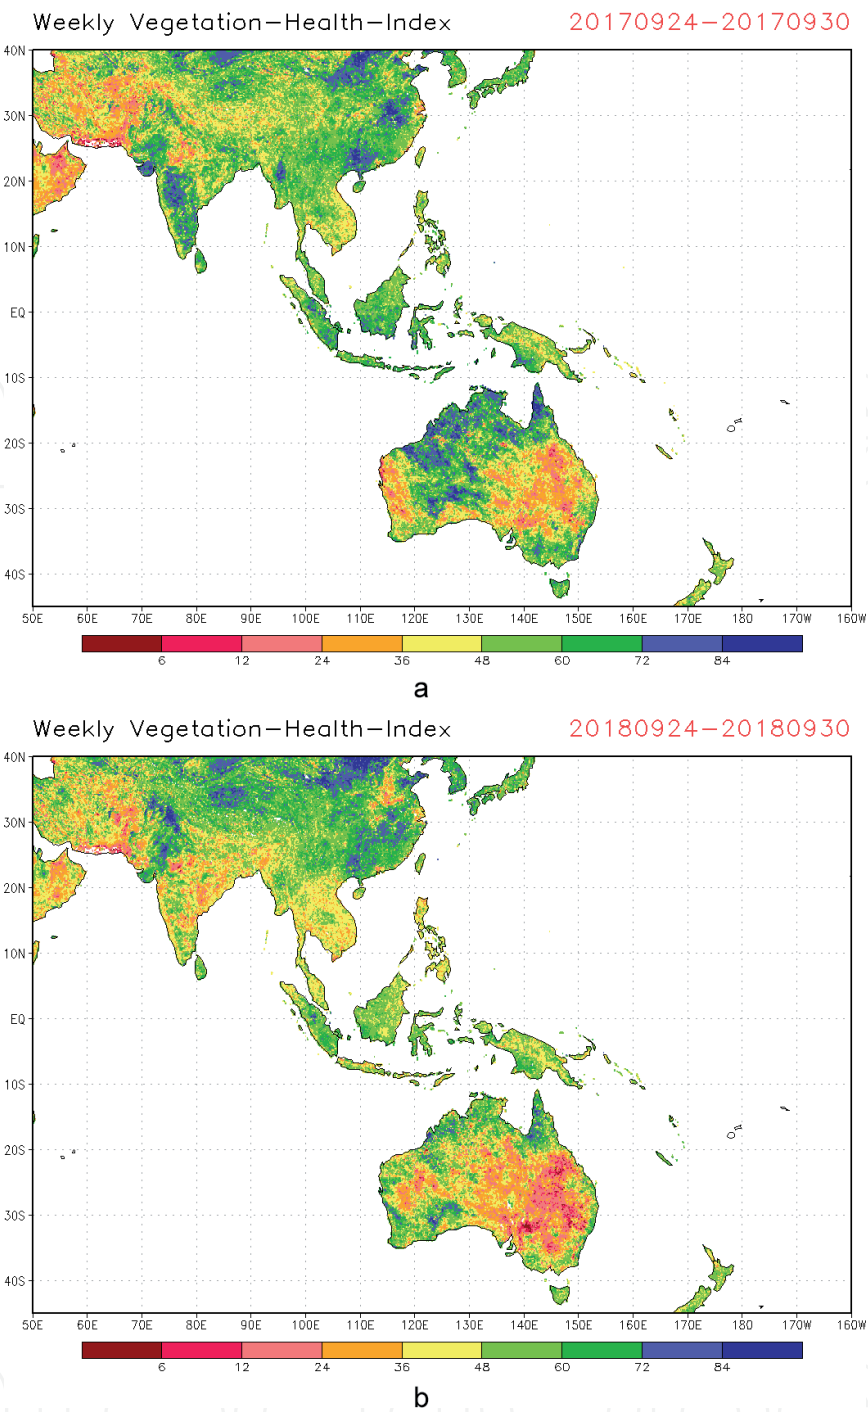 Weekly Vegetation-Health-Index 20170924-20170930
40N
30N
20N
10N
EQ
10S
20S
30S
40S
50E 60E 70E 80E 90E 100E 110E 120E 130E 140E 150E 160E 170E 180 170W 160W
6 12 24 36 48 60 72 84
a
Weekly Vegetation-Health-Index 20180924-20180930
40N
30N
20N
10N
EQ
10S
20S
30S
40S
50E 60E 70E 80E 90E 100E 110E 120E 130E 140E 150E 160E 170E 180 170W 160W
6 12 24 36 48 60 72 84
b